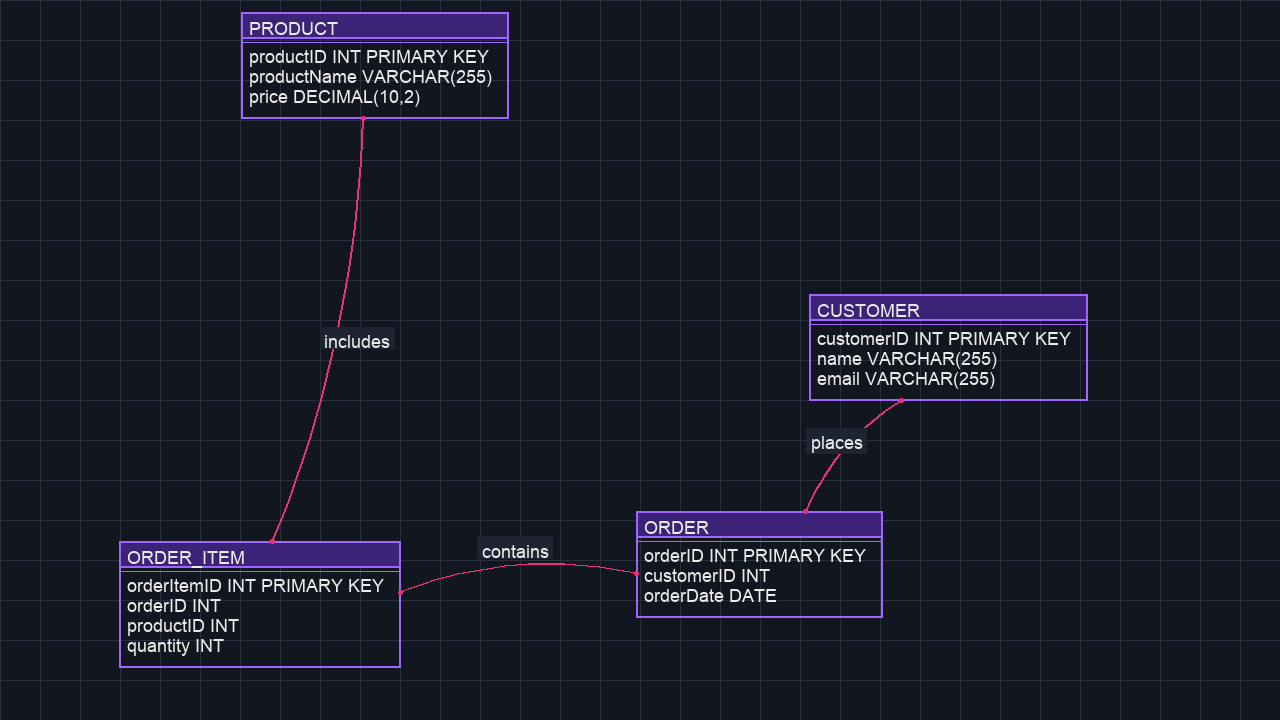 PRODUCT
productID INT PRIMARY KEY
productName VARCHAR(255)
price DECIMAL(10,2)
includes
CUSTOMER
customerID INT PRIMARY KEY
name VARCHAR(255)
email VARCHAR(255)
places
ORDER_ITEM
orderItemID INT PRIMARY KEY
orderID INT
productID INT
quantity INT
contains
ORDER
orderID INT PRIMARY KEY
customerID INT
orderDate DATE